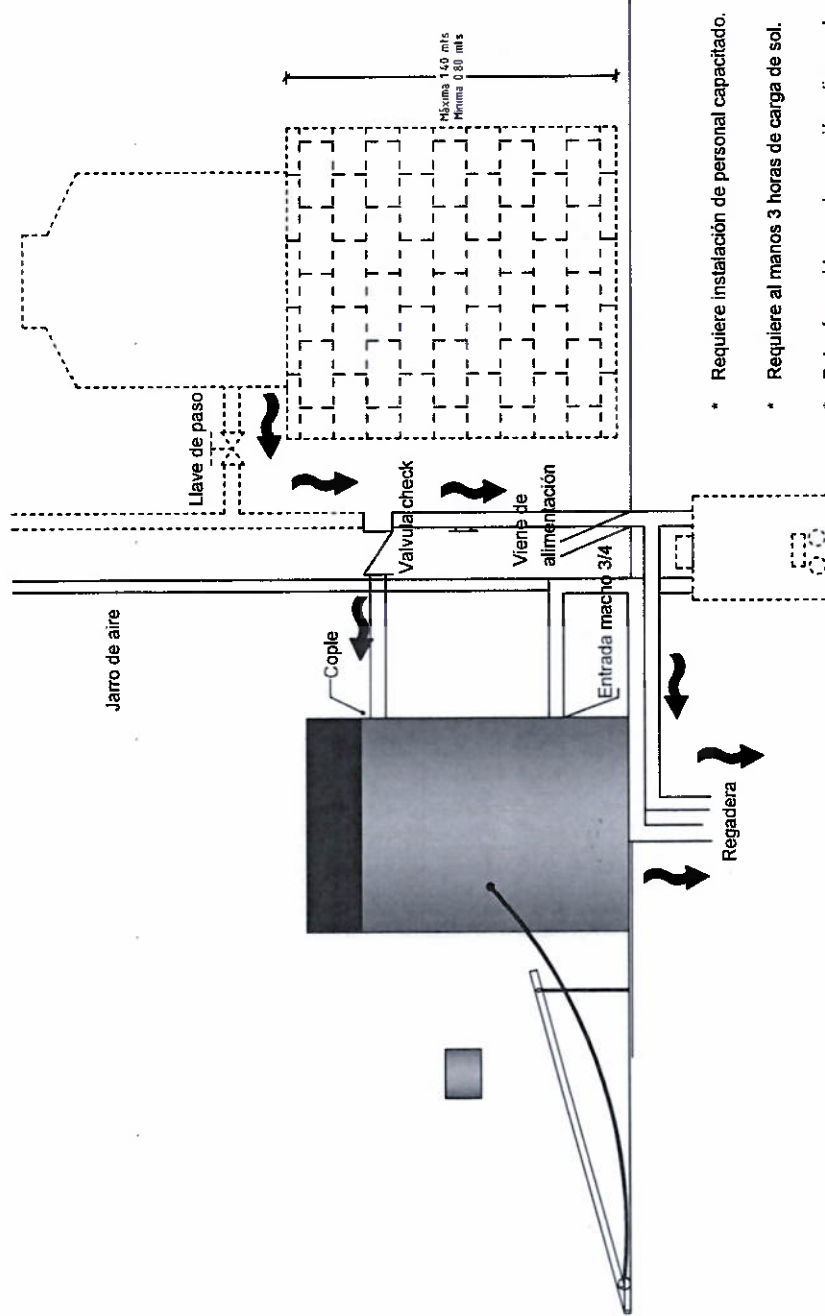 Máxima 1.40 mts
Mínima 0.80 mts
Llave de paso
Jarro de aire
Cople
Valvula check
Viene de
alimentación
Entrada macho 3/4
Regadera
* Requiere instalación de personal capacitado.
* Requiere al manos 3 horas de carga de sol.